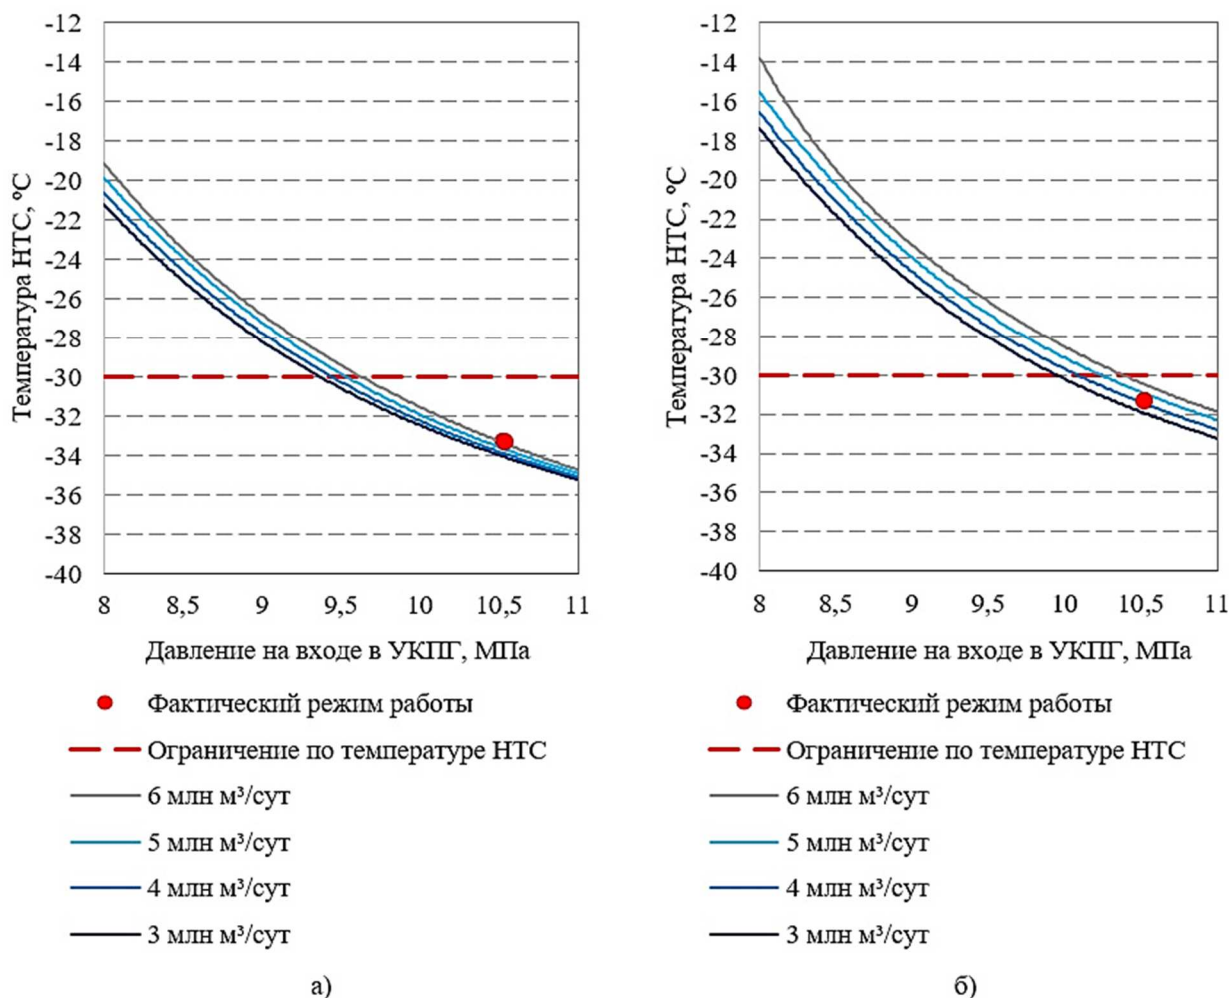 -12
-14
-16
-18
-20
-22
-24
-26
-28
-30
-32
-34
-36
-38
-40
Температура НТС, ºС
8 8,5 9 9,5 10 10,5 11
Давление на входе в УКПГ, МПа
Фактический режим работы
Ограничение по температуре НТС
6 млн м³/сут
5 млн м³/сут
4 млн м³/сут
3 млн м³/сут
а)
-12
-14
-16
-18
-20
-22
-24
-26
-28
-30
-32
-34
-36
-38
-40
Температура НТС, ºС
8 8,5 9 9,5 10 10,5 11
Давление на входе в УКПГ, МПа
Фактический режим работы
Ограничение по температуре НТС
6 млн м³/сут
5 млн м³/сут
4 млн м³/сут
3 млн м³/сут
б)